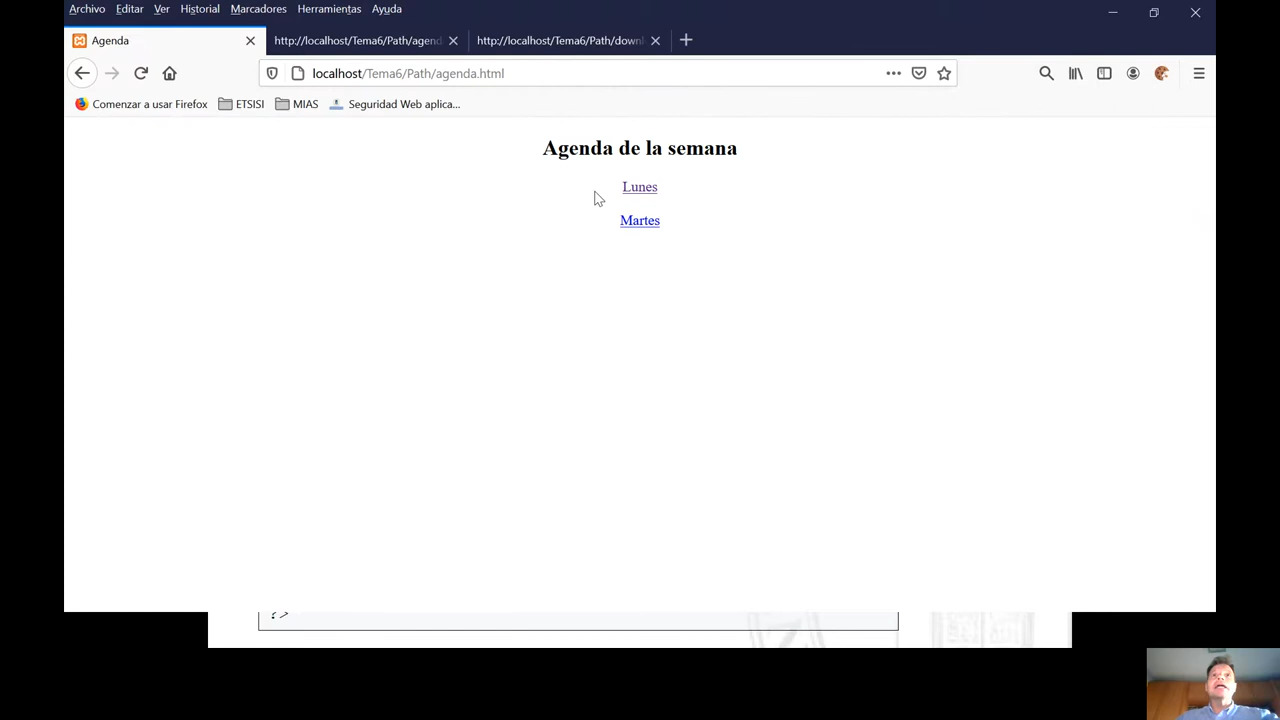 Archivo Editar Ver Historial Marcadores Herramientas Ayuda
Agenda http://localhost/Tema6/Path/agend http://localhost/Tema6/Path/downl
localhost/Tema6/Path/agenda.html
Comenzar a usar Firefox ETSISI MIAS Seguridad Web aplica...
Agenda de la semana
Lunes
Martes
?>